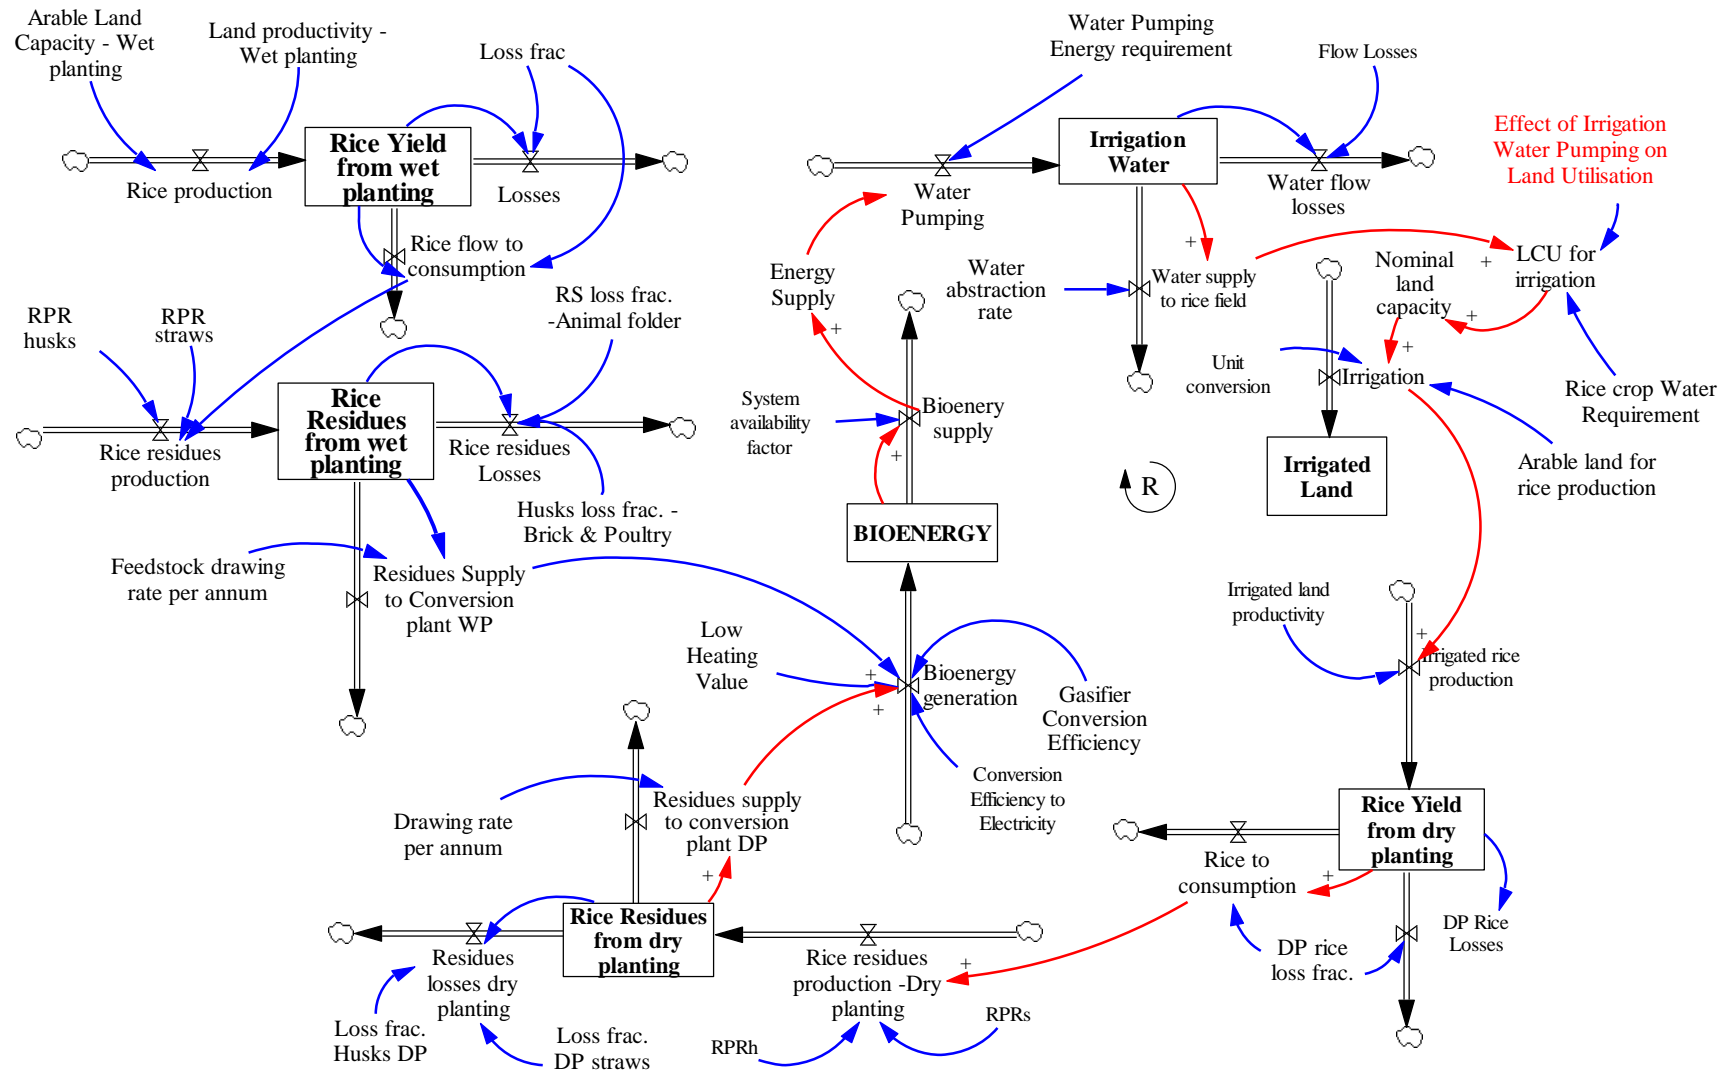 Arable Land
Capacity - Wet
planting
Land productivity -
Wet planting
Loss frac
Rice Yield
from wet
planting
Rice production
Losses
Rice flow to
consumption
RPR
husks
RPR
straws
RS loss frac.
-Animal folder
Rice
Residues
from wet
planting
Rice residues
production
Rice residues
Losses
Husks loss frac. -
Brick & Poultry
Feedstock drawing
rate per annum
Residues Supply
to Conversion
plant WP
Water Pumping
Energy requirement
Flow Losses
Irrigation
Water
Water
Pumping
Water flow
losses
Effect of Irrigation
Water Pumping on
Land Utilisation
Energy
Supply
+
Water
abstraction
rate
+
Water supply
to rice field
Nominal
land
capacity
+
LCU for
irrigation
+
+
Unit
conversion
Irrigation
Rice crop Water
Requirement
System
availability
factor
Bioenery
supply
+
Irrigated
Land
Arable land for
rice production
R
BIOENERGY
Low
Heating
Value
+
+
Bioenergy
generation
Gasifier
Conversion
Efficiency
Conversion
Efficiency to
Electricity
Irrigated land
productivity
+
Irrigated rice
production
Drawing rate
per annum
Residues supply
to conversion
plant DP
+
Rice Yield
from dry
planting
Rice to
consumption
+
DP Rice
Losses
DP rice
loss frac.
Rice Residues
from dry
planting
Residues
losses dry
planting
Rice residues
production -Dry
planting
+
Loss frac.
Husks DP
Loss frac.
DP straws
RPRh
RPRs